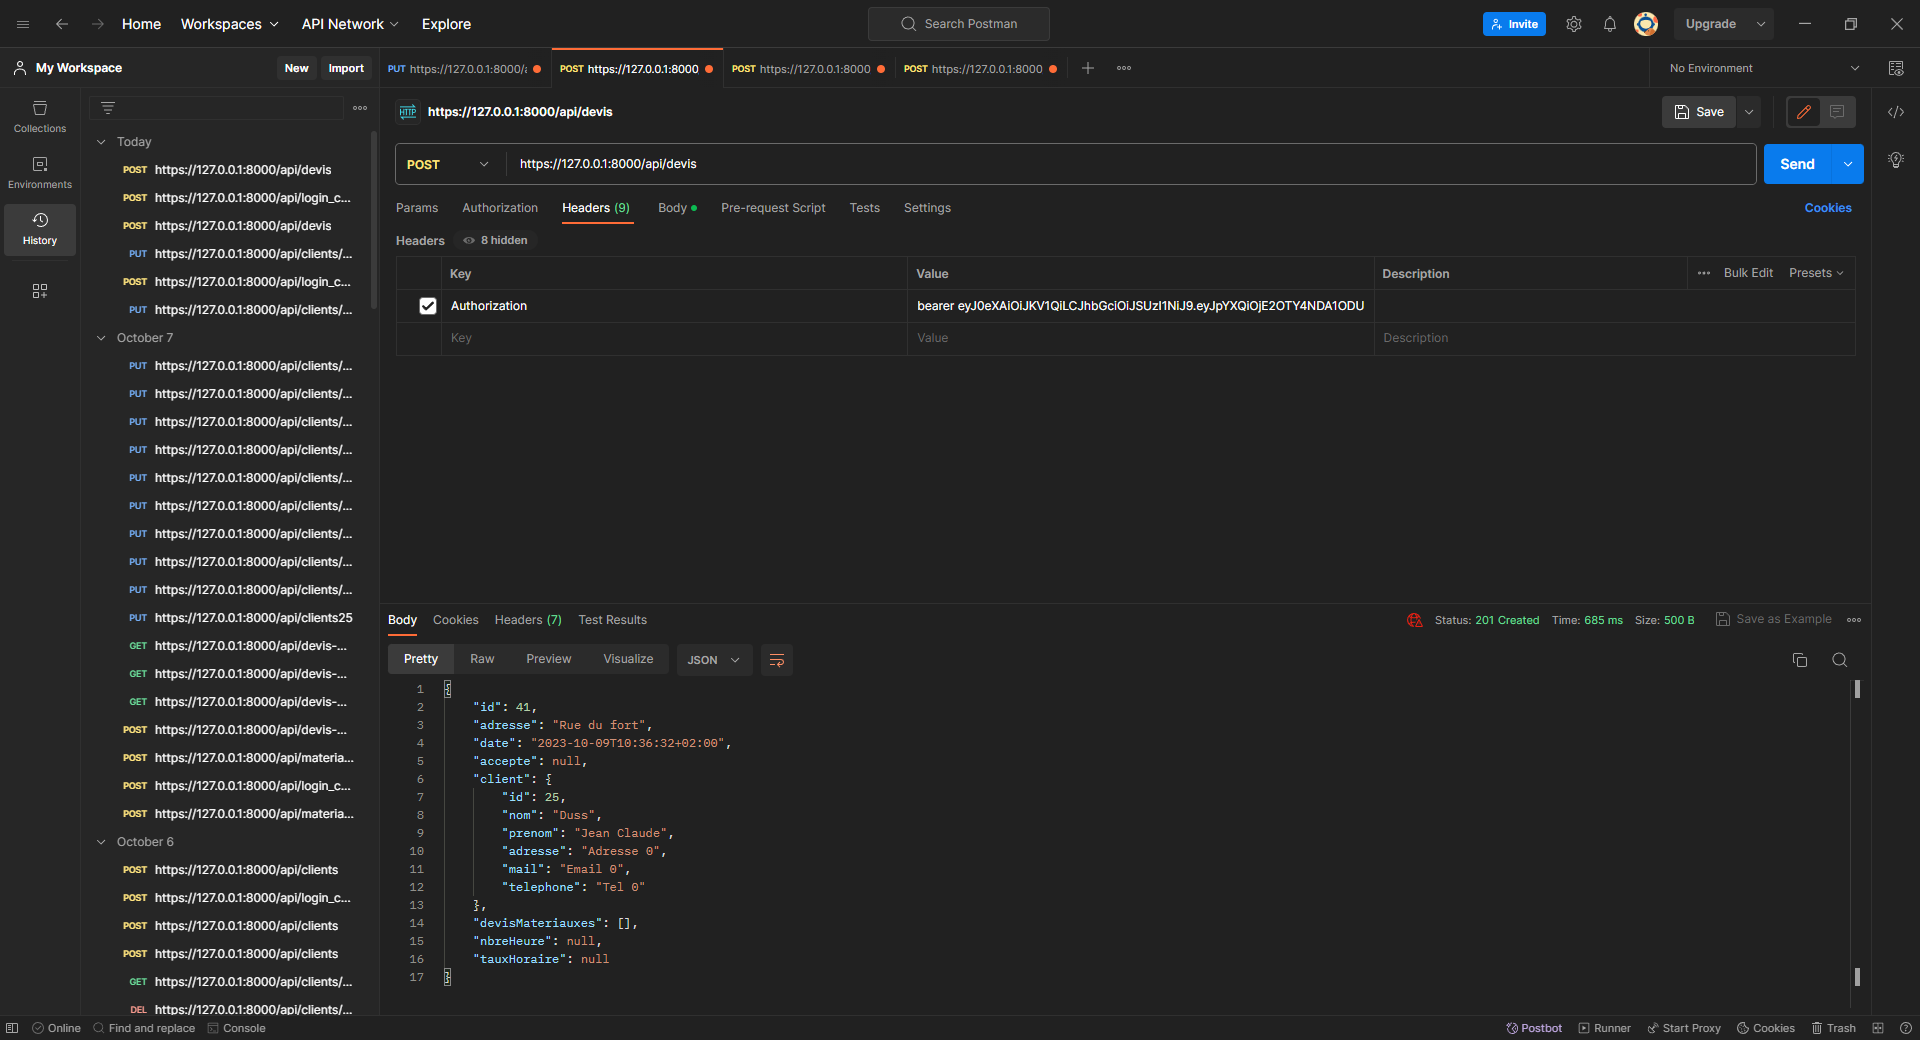 Home
Workspaces
API Network
Explore
Search Postman
Invite
Upgrade
My Workspace
New
Import
PUT https://127.0.0.1:8000/a
POST https://127.0.0.1:8000
POST https://127.0.0.1:8000
POST https://127.0.0.1:8000
No Environment
Collections
Environments
History
Today
POST https://127.0.0.1:8000/api/devis
POST https://127.0.0.1:8000/api/login_c...
POST https://127.0.0.1:8000/api/devis
PUT https://127.0.0.1:8000/api/clients/...
POST https://127.0.0.1:8000/api/login_c...
PUT https://127.0.0.1:8000/api/clients/...
October 7
PUT https://127.0.0.1:8000/api/clients/...
PUT https://127.0.0.1:8000/api/clients/...
PUT https://127.0.0.1:8000/api/clients/...
PUT https://127.0.0.1:8000/api/clients/...
PUT https://127.0.0.1:8000/api/clients/...
PUT https://127.0.0.1:8000/api/clients/...
PUT https://127.0.0.1:8000/api/clients/...
PUT https://127.0.0.1:8000/api/clients/...
PUT https://127.0.0.1:8000/api/clients/...
PUT https://127.0.0.1:8000/api/clients25
GET https://127.0.0.1:8000/api/devis-...
GET https://127.0.0.1:8000/api/devis-...
GET https://127.0.0.1:8000/api/devis-...
POST https://127.0.0.1:8000/api/devis-...
POST https://127.0.0.1:8000/api/materia...
POST https://127.0.0.1:8000/api/login_c...
POST https://127.0.0.1:8000/api/materia...
October 6
POST https://127.0.0.1:8000/api/clients
POST https://127.0.0.1:8000/api/login_c...
POST https://127.0.0.1:8000/api/clients
POST https://127.0.0.1:8000/api/clients
GET https://127.0.0.1:8000/api/clients/...
DEL https://127.0.0.1:8000/api/clients/...
HTTP https://127.0.0.1:8000/api/devis
Save
POST
https://127.0.0.1:8000/api/devis
Send
Params
Authorization
Headers (9)
Body
Pre-request Script
Tests
Settings
Cookies
Headers
8 hidden
Key
Value
Description
Bulk Edit
Presets
Authorization
bearer eyJ0eXAiOiJKV1QiLCJhbGciOiJSUzI1NiJ9.eyJpYXQiOjE2OTY4NDA1ODU
Key
Value
Description
Body
Cookies
Headers (7)
Test Results
Status: 201 Created
Time: 685 ms
Size: 500 B
Save as Example
Pretty
Raw
Preview
Visualize
JSON
1 {
2 "id": 41,
3 "adresse": "Rue du fort",
4 "date": "2023-10-09T10:36:32+02:00",
5 "accepte": null,
6 "client": {
7 "id": 25,
8 "nom": "Duss",
9 "prenom": "Jean Claude",
10 "adresse": "Adresse 0",
11 "mail": "Email 0",
12 "telephone": "Tel 0"
13 },
14 "devisMateriauxes": [],
15 "nbreHeure": null,
16 "tauxHoraire": null
17 }
Online
Find and replace
Console
Postbot
Runner
Start Proxy
Cookies
Trash